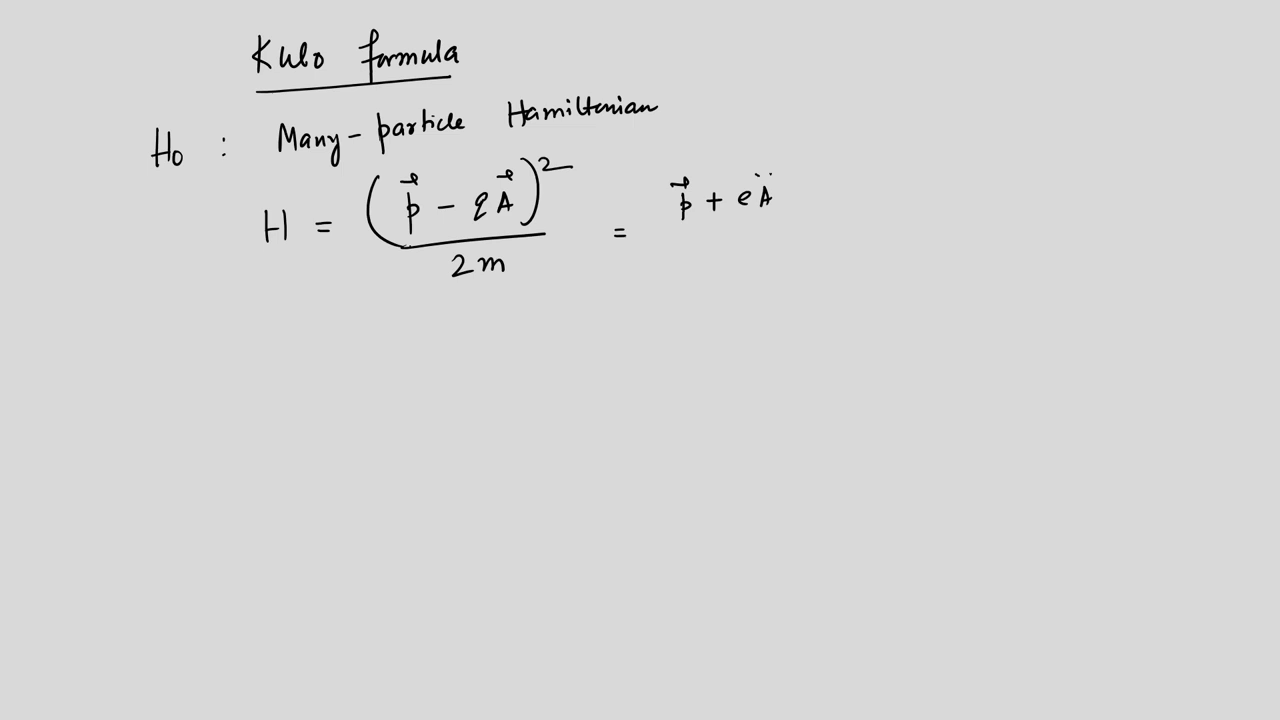 Kubo formula
H₀ : Many-particle Hamiltonian
H = (p⃗ - qA⃗)² / 2m = p⃗ + eA